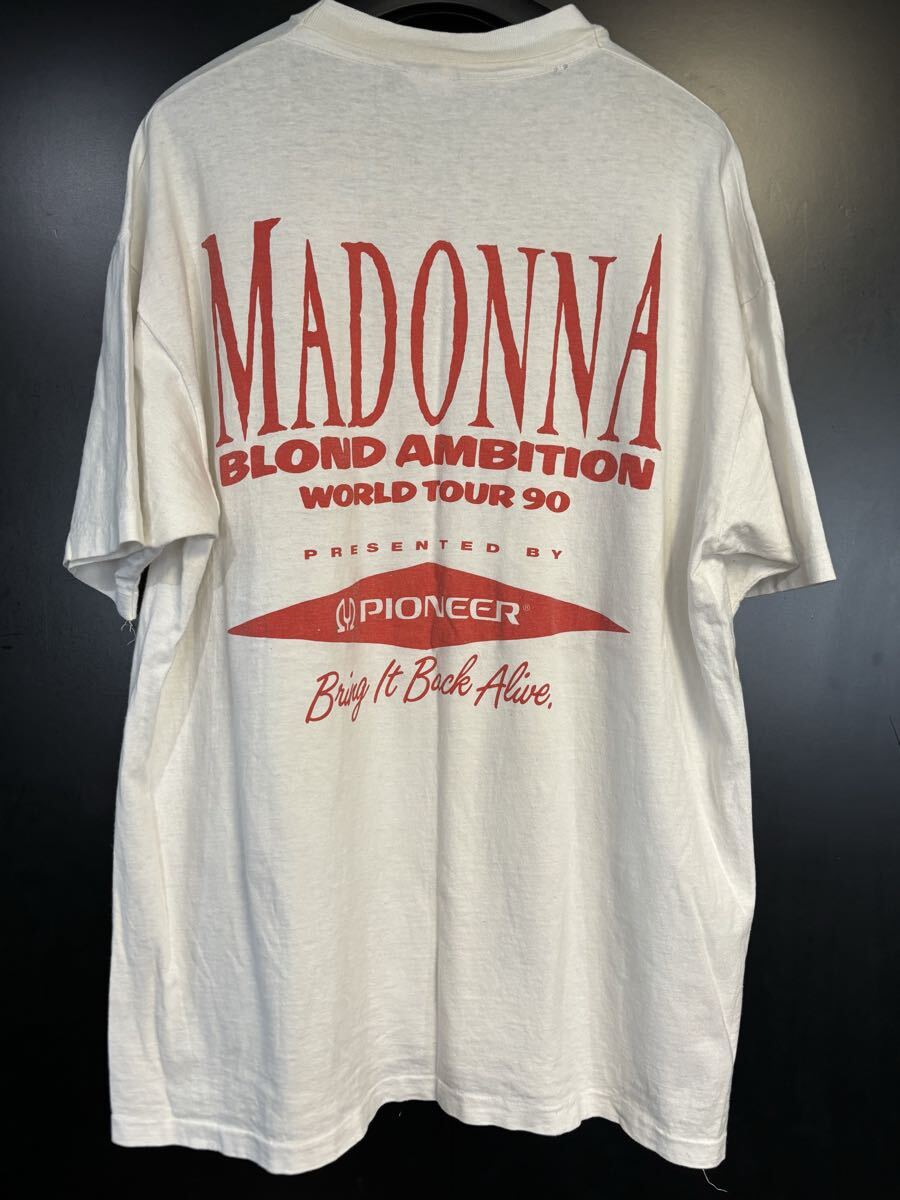 MADONNA
BLOND AMBITION
WORLD TOUR 90
PRESENTED BY
PIONEER®
Bring It Back Alive.